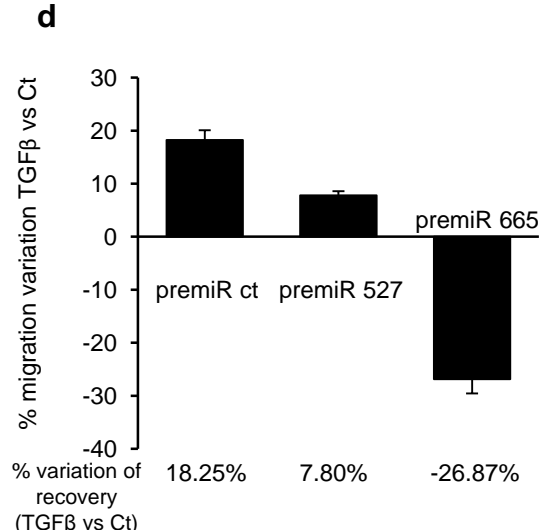 d
% migration variation TGFβ vs Ct
30
20
10
0
-10
-20
-30
-40
premiR 665
premiR ct
premiR 527
% variation of
recovery
(TGFβ vs Ct)
18.25%
7.80%
-26.87%